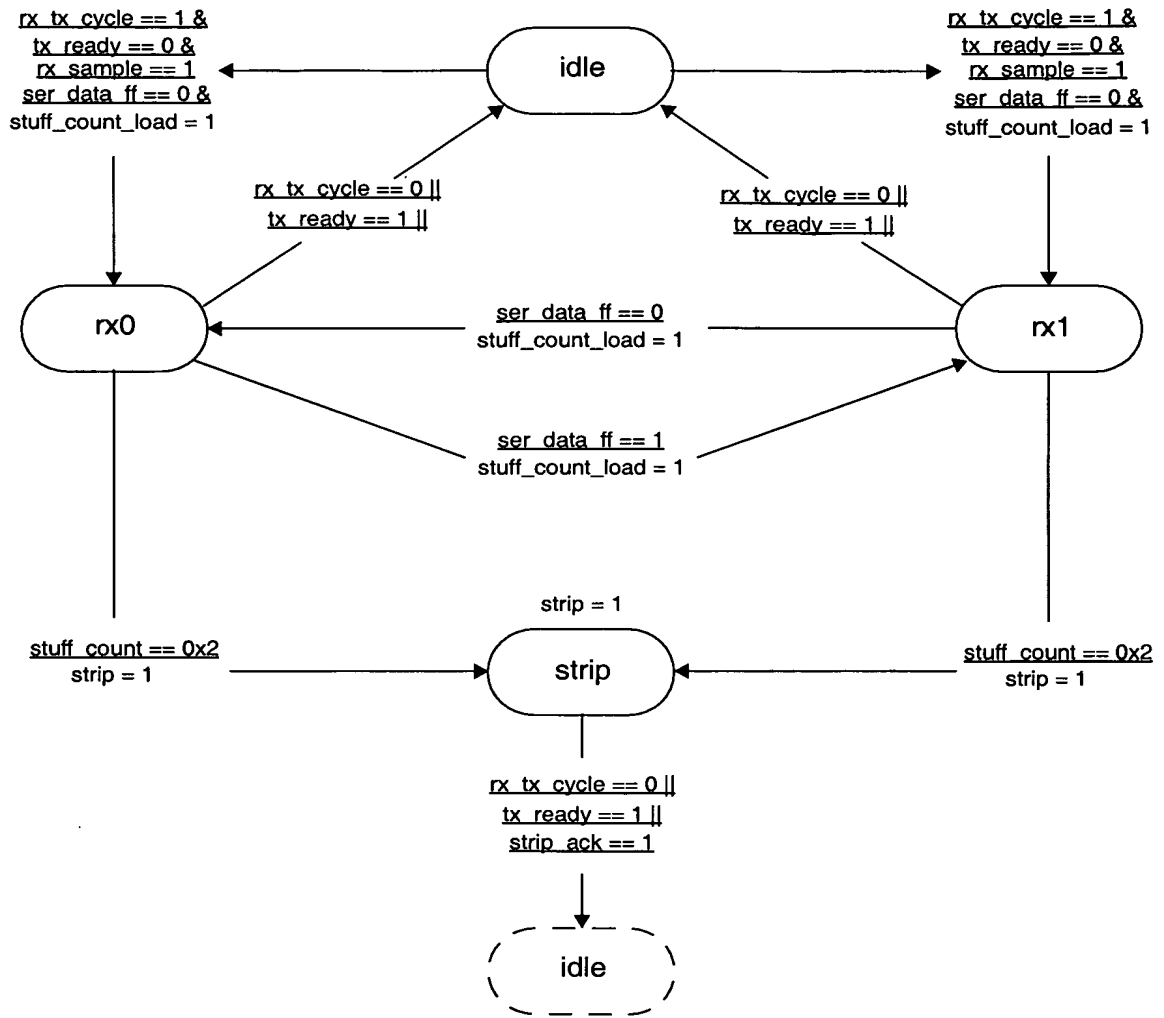 rx_tx_cycle == 1 &
tx_ready == 0 &
rx_sample == 1
ser_data_ff == 0 &
stuff_count_load = 1
idle
rx_tx_cycle == 1 &
tx_ready == 0 &
rx_sample == 1
ser_data_ff == 0 &
stuff_count_load = 1
rx_tx_cycle == 0 ||
tx_ready == 1 ||
rx_tx_cycle == 0 ||
tx_ready == 1 ||
rx0
ser_data_ff == 0
stuff_count_load = 1
rx1
ser_data_ff == 1
stuff_count_load = 1
stuff_count == 0x2
strip = 1
strip = 1
strip
stuff_count == 0x2
strip = 1
rx_tx_cycle == 0 ||
tx_ready == 1 ||
strip_ack == 1
idle